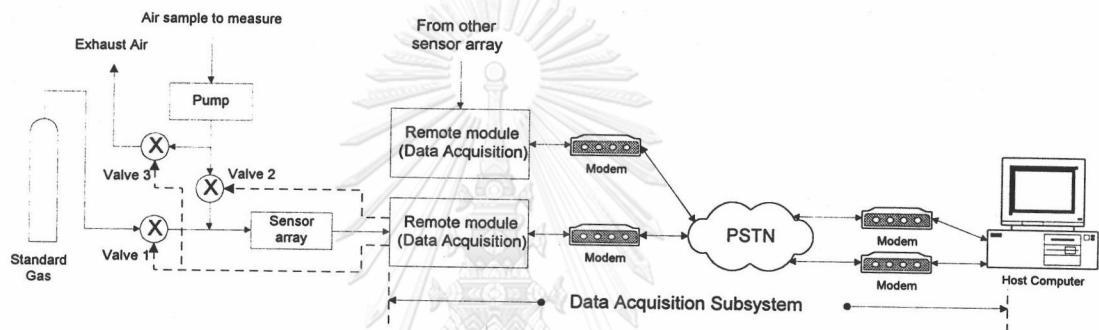 Air sample to measure
Exhaust Air
Pump
X
Valve 3
X
Valve 2
X
Valve 1
Standard
Gas
Sensor
array
From other
sensor array
Remote module
(Data Acquisition)
Remote module
(Data Acquisition)
Modem
Modem
PSTN
Modem
Modem
Host Computer
Data Acquisition Subsystem